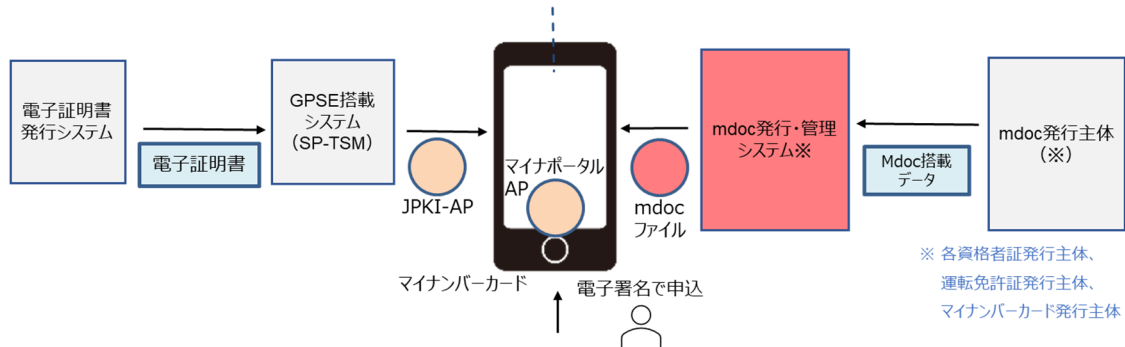 電子証明書
発行システム
電子証明書
GPSE搭載
システム
(SP-TSM)
JPKI-AP
マイナポータル
AP
mdoc
ファイル
mdoc発行・管理
システム※
Mdoc搭載
データ
mdoc発行主体
(※)
※ 各資格者証発行主体、
運転免許証発行主体、
マイナンバーカード発行主体
マイナンバーカード
電子署名で申込